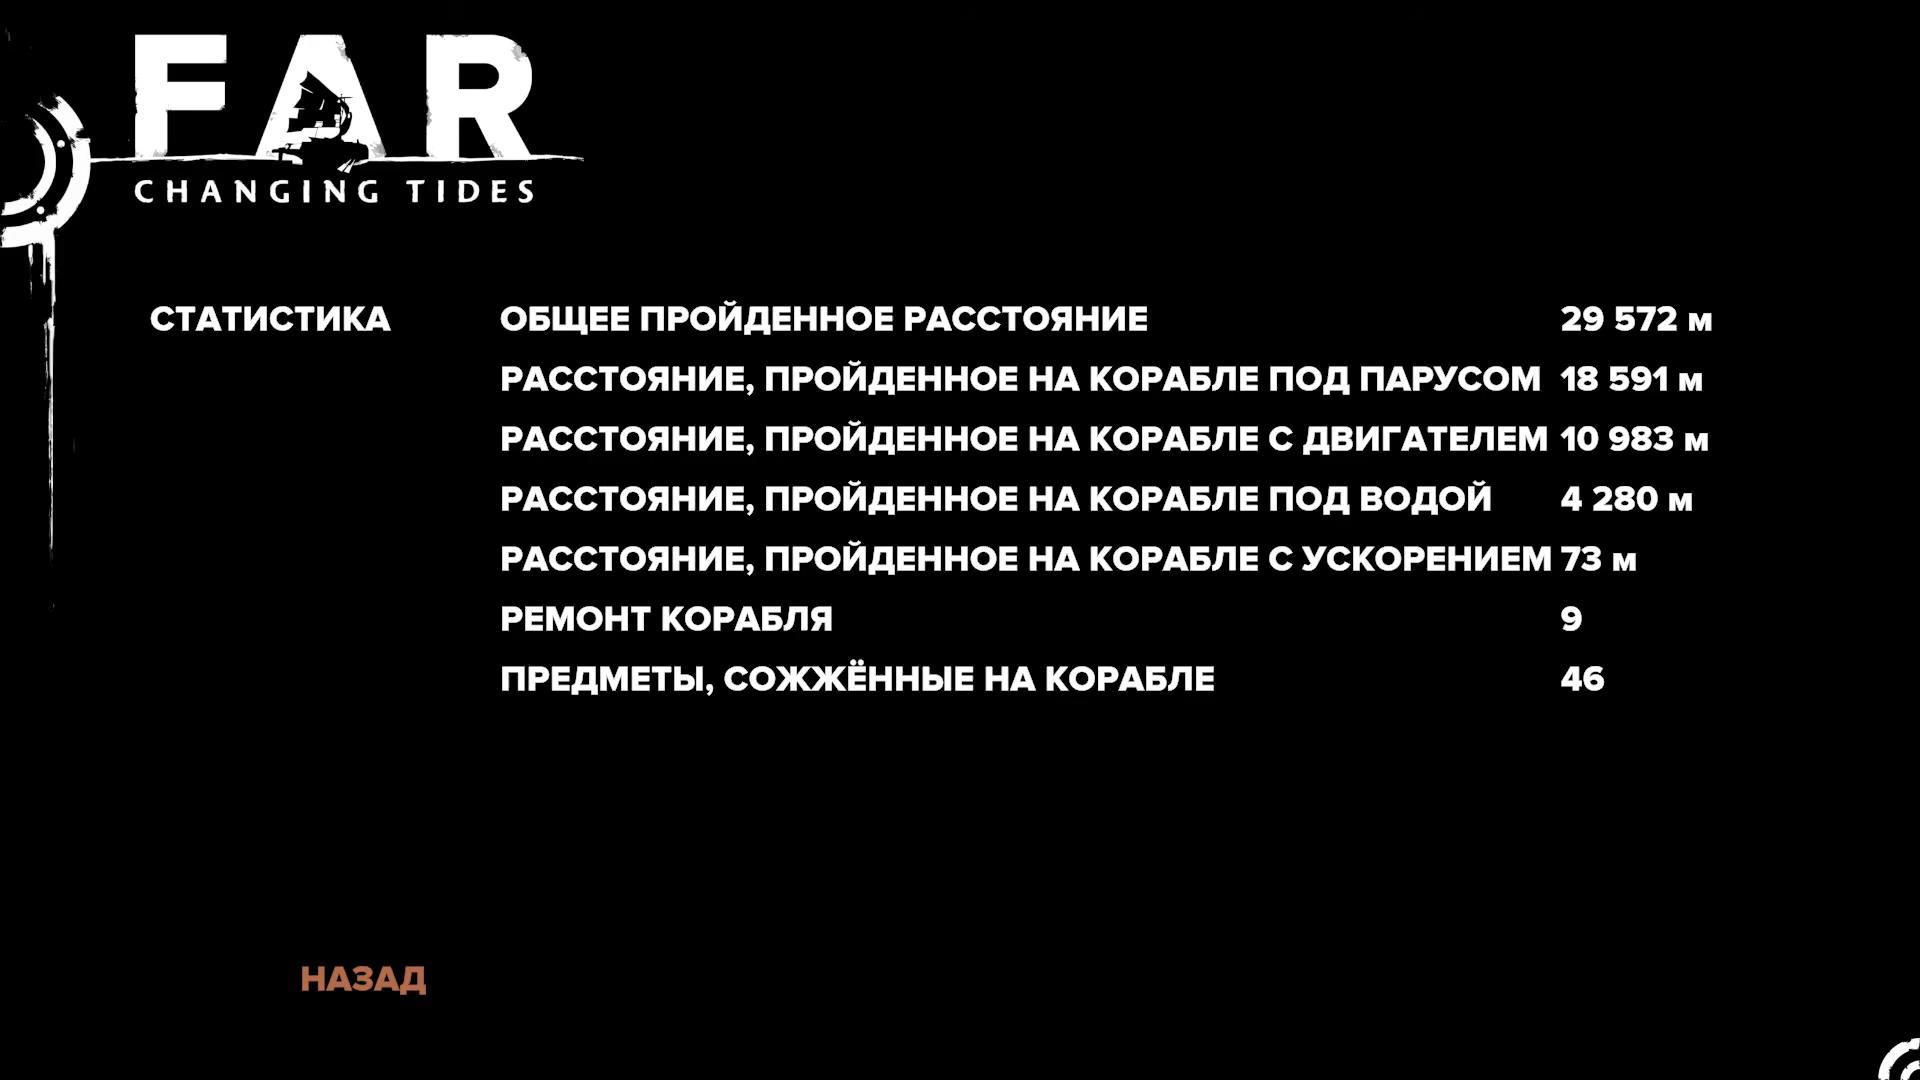 FAR
CHANGING TIDES
СТАТИСТИКА ОБЩЕЕ ПРОЙДЕННОЕ РАССТОЯНИЕ 29 572 м
РАССТОЯНИЕ, ПРОЙДЕННОЕ НА КОРАБЛЕ ПОД ПАРУСОМ 18 591 м
РАССТОЯНИЕ, ПРОЙДЕННОЕ НА КОРАБЛЕ С ДВИГАТЕЛЕМ 10 983 м
РАССТОЯНИЕ, ПРОЙДЕННОЕ НА КОРАБЛЕ ПОД ВОДОЙ 4 280 м
РАССТОЯНИЕ, ПРОЙДЕННОЕ НА КОРАБЛЕ С УСКОРЕНИЕМ 73 м
РЕМОНТ КОРАБЛЯ 9
ПРЕДМЕТЫ, СОЖЖЁННЫЕ НА КОРАБЛЕ 46
НАЗАД